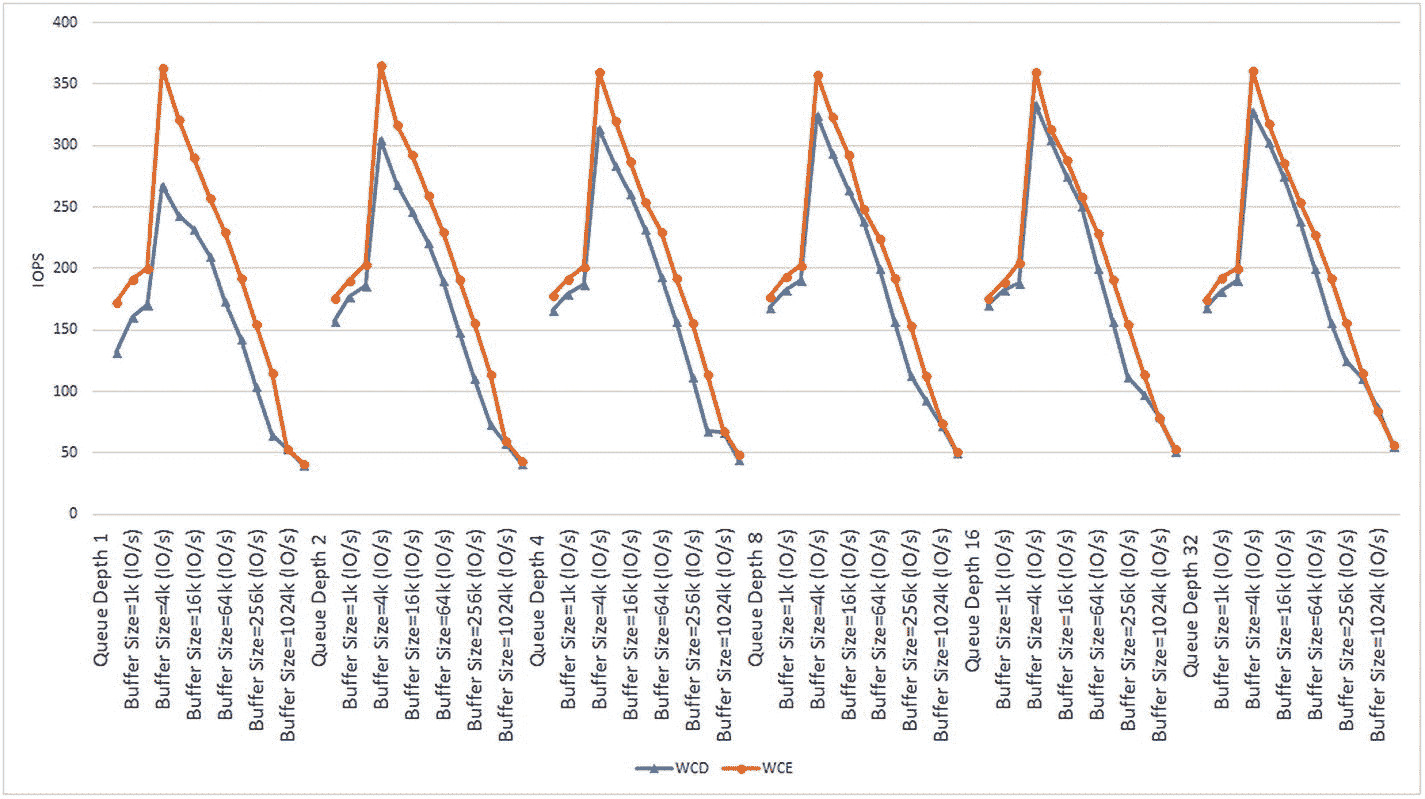 400
350
300
250
200
150
100
50
0
IOPS
Queue Depth 1
Buffer Size=1k (IO/s)
Buffer Size=4k (IO/s)
Buffer Size=16k (IO/s)
Buffer Size=64k (IO/s)
Buffer Size=256k (IO/s)
Buffer Size=1024k (IO/s)
Queue Depth 2
Buffer Size=1k (IO/s)
Buffer Size=4k (IO/s)
Buffer Size=16k (IO/s)
Buffer Size=64k (IO/s)
Buffer Size=256k (IO/s)
Buffer Size=1024k (IO/s)
Queue Depth 4
Buffer Size=1k (IO/s)
Buffer Size=4k (IO/s)
Buffer Size=16k (IO/s)
Buffer Size=64k (IO/s)
Buffer Size=256k (IO/s)
Buffer Size=1024k (IO/s)
Queue Depth 8
Buffer Size=1k (IO/s)
Buffer Size=4k (IO/s)
Buffer Size=16k (IO/s)
Buffer Size=64k (IO/s)
Buffer Size=256k (IO/s)
Buffer Size=1024k (IO/s)
Queue Depth 16
Buffer Size=1k (IO/s)
Buffer Size=4k (IO/s)
Buffer Size=16k (IO/s)
Buffer Size=64k (IO/s)
Buffer Size=256k (IO/s)
Buffer Size=1024k (IO/s)
Queue Depth 32
Buffer Size=1k (IO/s)
Buffer Size=4k (IO/s)
Buffer Size=16k (IO/s)
Buffer Size=64k (IO/s)
Buffer Size=256k (IO/s)
Buffer Size=1024k (IO/s)
WCD
WCE